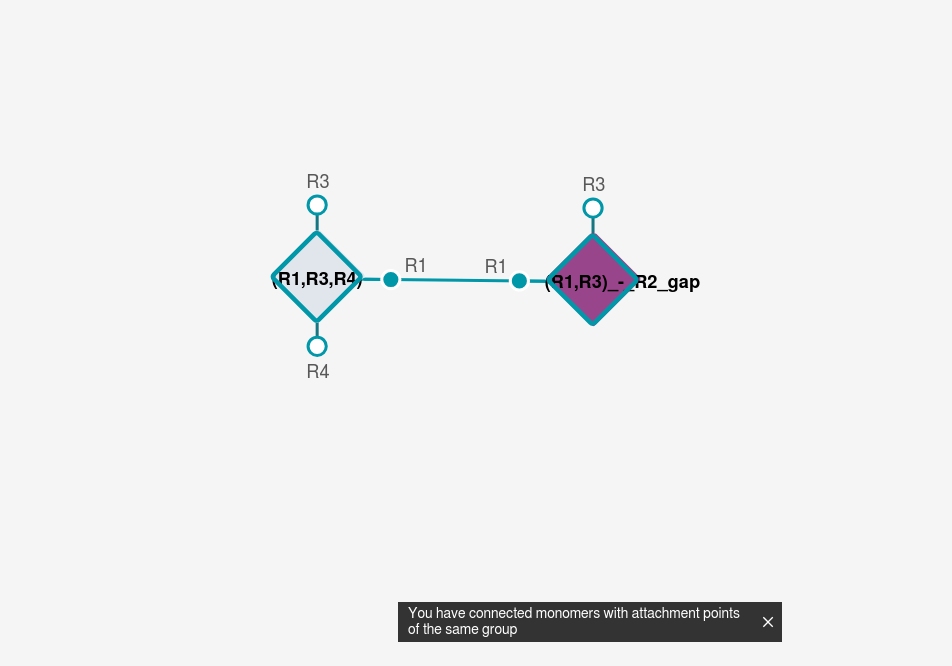 R3
R3
R1
R1
(R1,R3,R4)
(R1,R3)_-_R2_gap
R4
You have connected monomers with attachment points
of the same group